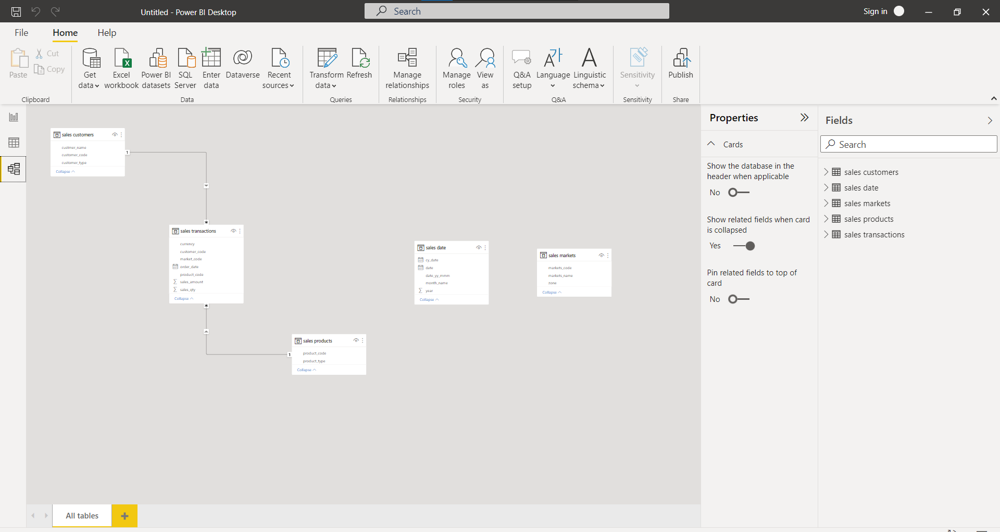 Untitled - Power BI Desktop
Search
Sign in
File
Home
Help
Paste
Cut
Copy
Clipboard
Get data
Excel workbook
Power BI datasets
SQL Server
Enter data
Dataverse
Recent sources
Data
Transform data
Refresh
Queries
Manage relationships
Relationships
Manage roles
View as
Security
Q&A setup
Language
Linguistic schema
Q&A
Sensitivity
Sensitivity
Publish
Share
sales customers
custmer_name
customer_code
customer_type
Collapse
1
*
sales transactions
currency
customer_code
market_code
order_date
product_code
sales_amount
sales_qty
Collapse
*
1
sales products
product_code
product_type
Collapse
sales date
cy_date
date
date_yy_mmm
month_name
year
Collapse
sales markets
markets_code
markets_name
zone
Collapse
Properties
Cards
Show the database in the
header when applicable
No
Show related fields when card
is collapsed
Yes
Pin related fields to top of
card
No
Fields
Search
sales customers
sales date
sales markets
sales products
sales transactions
All tables